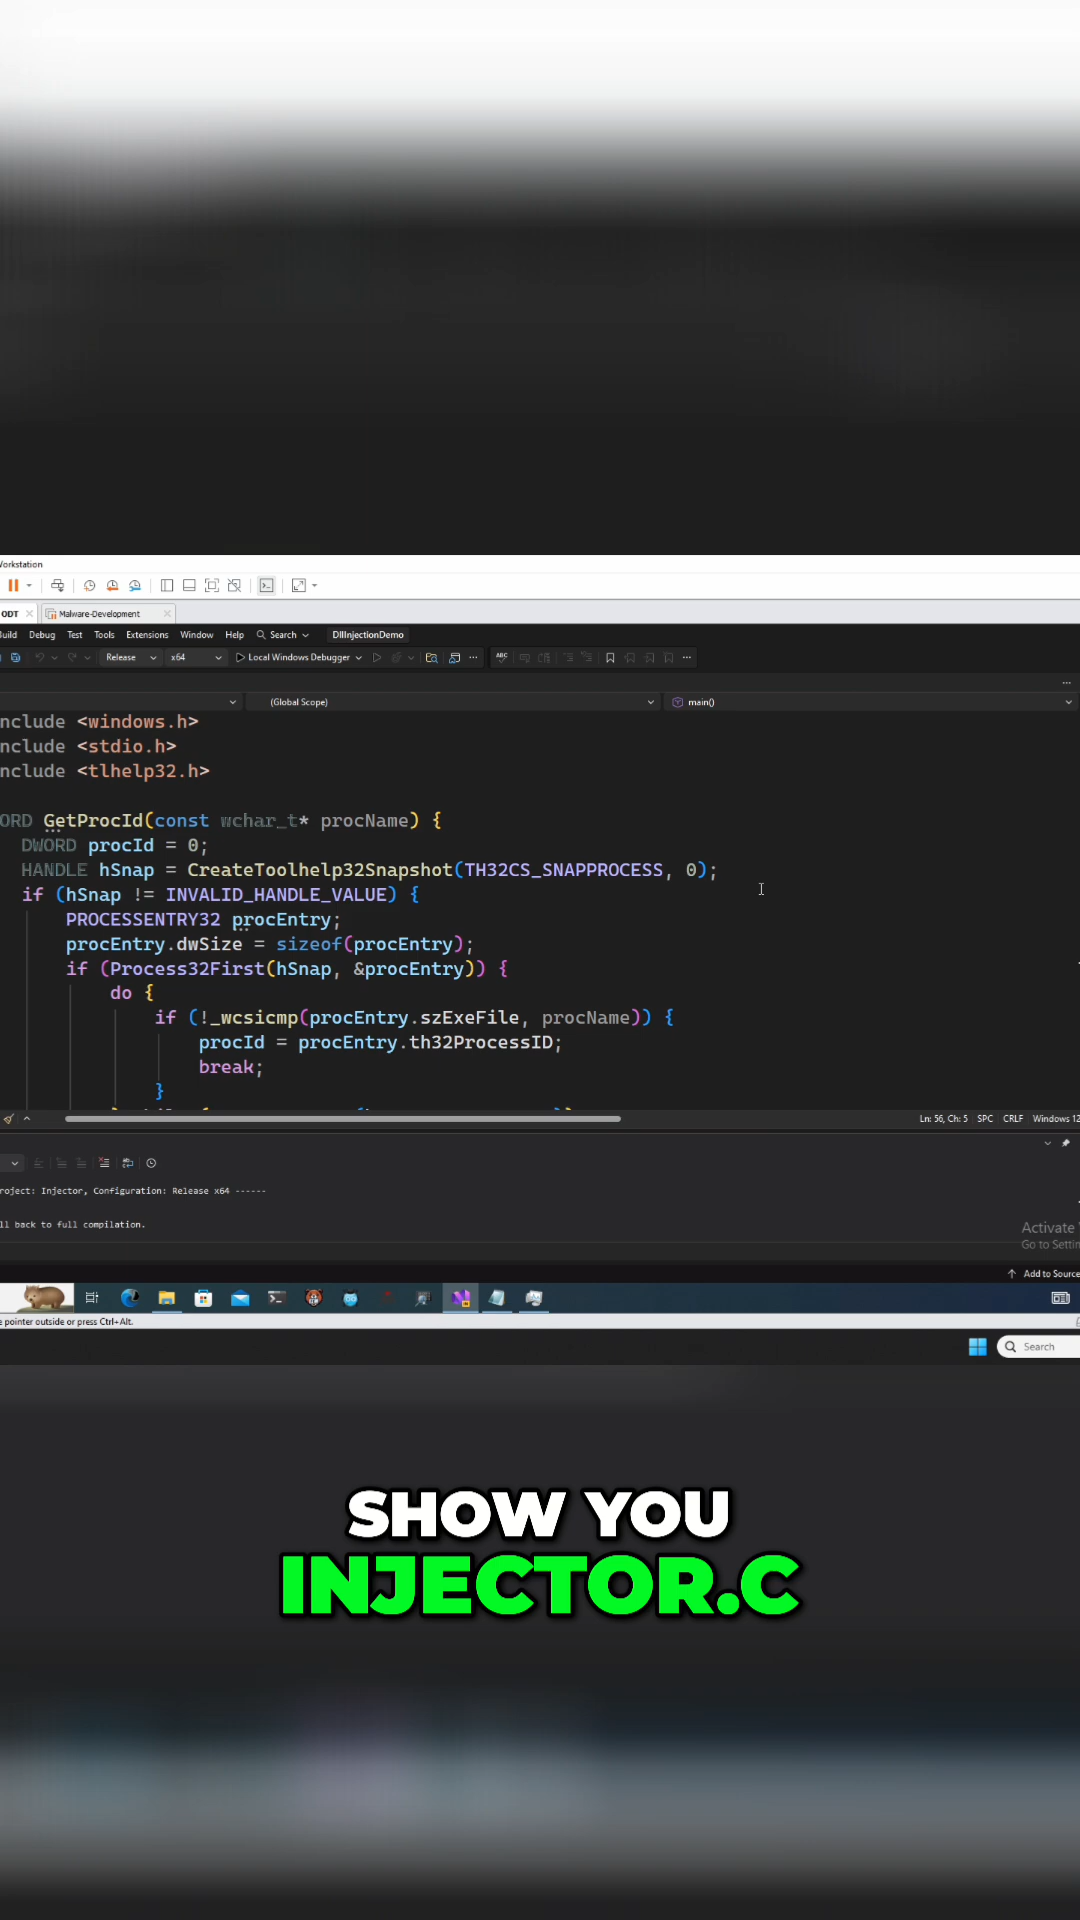 orkstation
ODT
Malware-Development
Build Debug Test Tools Extensions Window Help Search DllInjectionDemo
Release x64 Local Windows Debugger
(Global Scope) main()
nclude <windows.h>
nclude <stdio.h>
nclude <tlhelp32.h>
ORD GetProcId(const wchar_t* procName) {
DWORD procId = 0;
HANDLE hSnap = CreateToolhelp32Snapshot(TH32CS_SNAPPROCESS, 0);
if (hSnap != INVALID_HANDLE_VALUE) {
PROCESSENTRY32 procEntry;
procEntry.dwSize = sizeof(procEntry);
if (Process32First(hSnap, &procEntry)) {
do {
if (!_wcsicmp(procEntry.szExeFile, procName)) {
procId = procEntry.th32ProcessID;
break;
}
Ln: 56, Ch: 5 SPC CRLF Windows 12
roject: Injector, Configuration: Release x64 ------
ll back to full compilation.
Activate
Go to Settin
Add to Source
e pointer outside or press Ctrl+Alt.
Search
SHOW YOU
INJECTOR.C